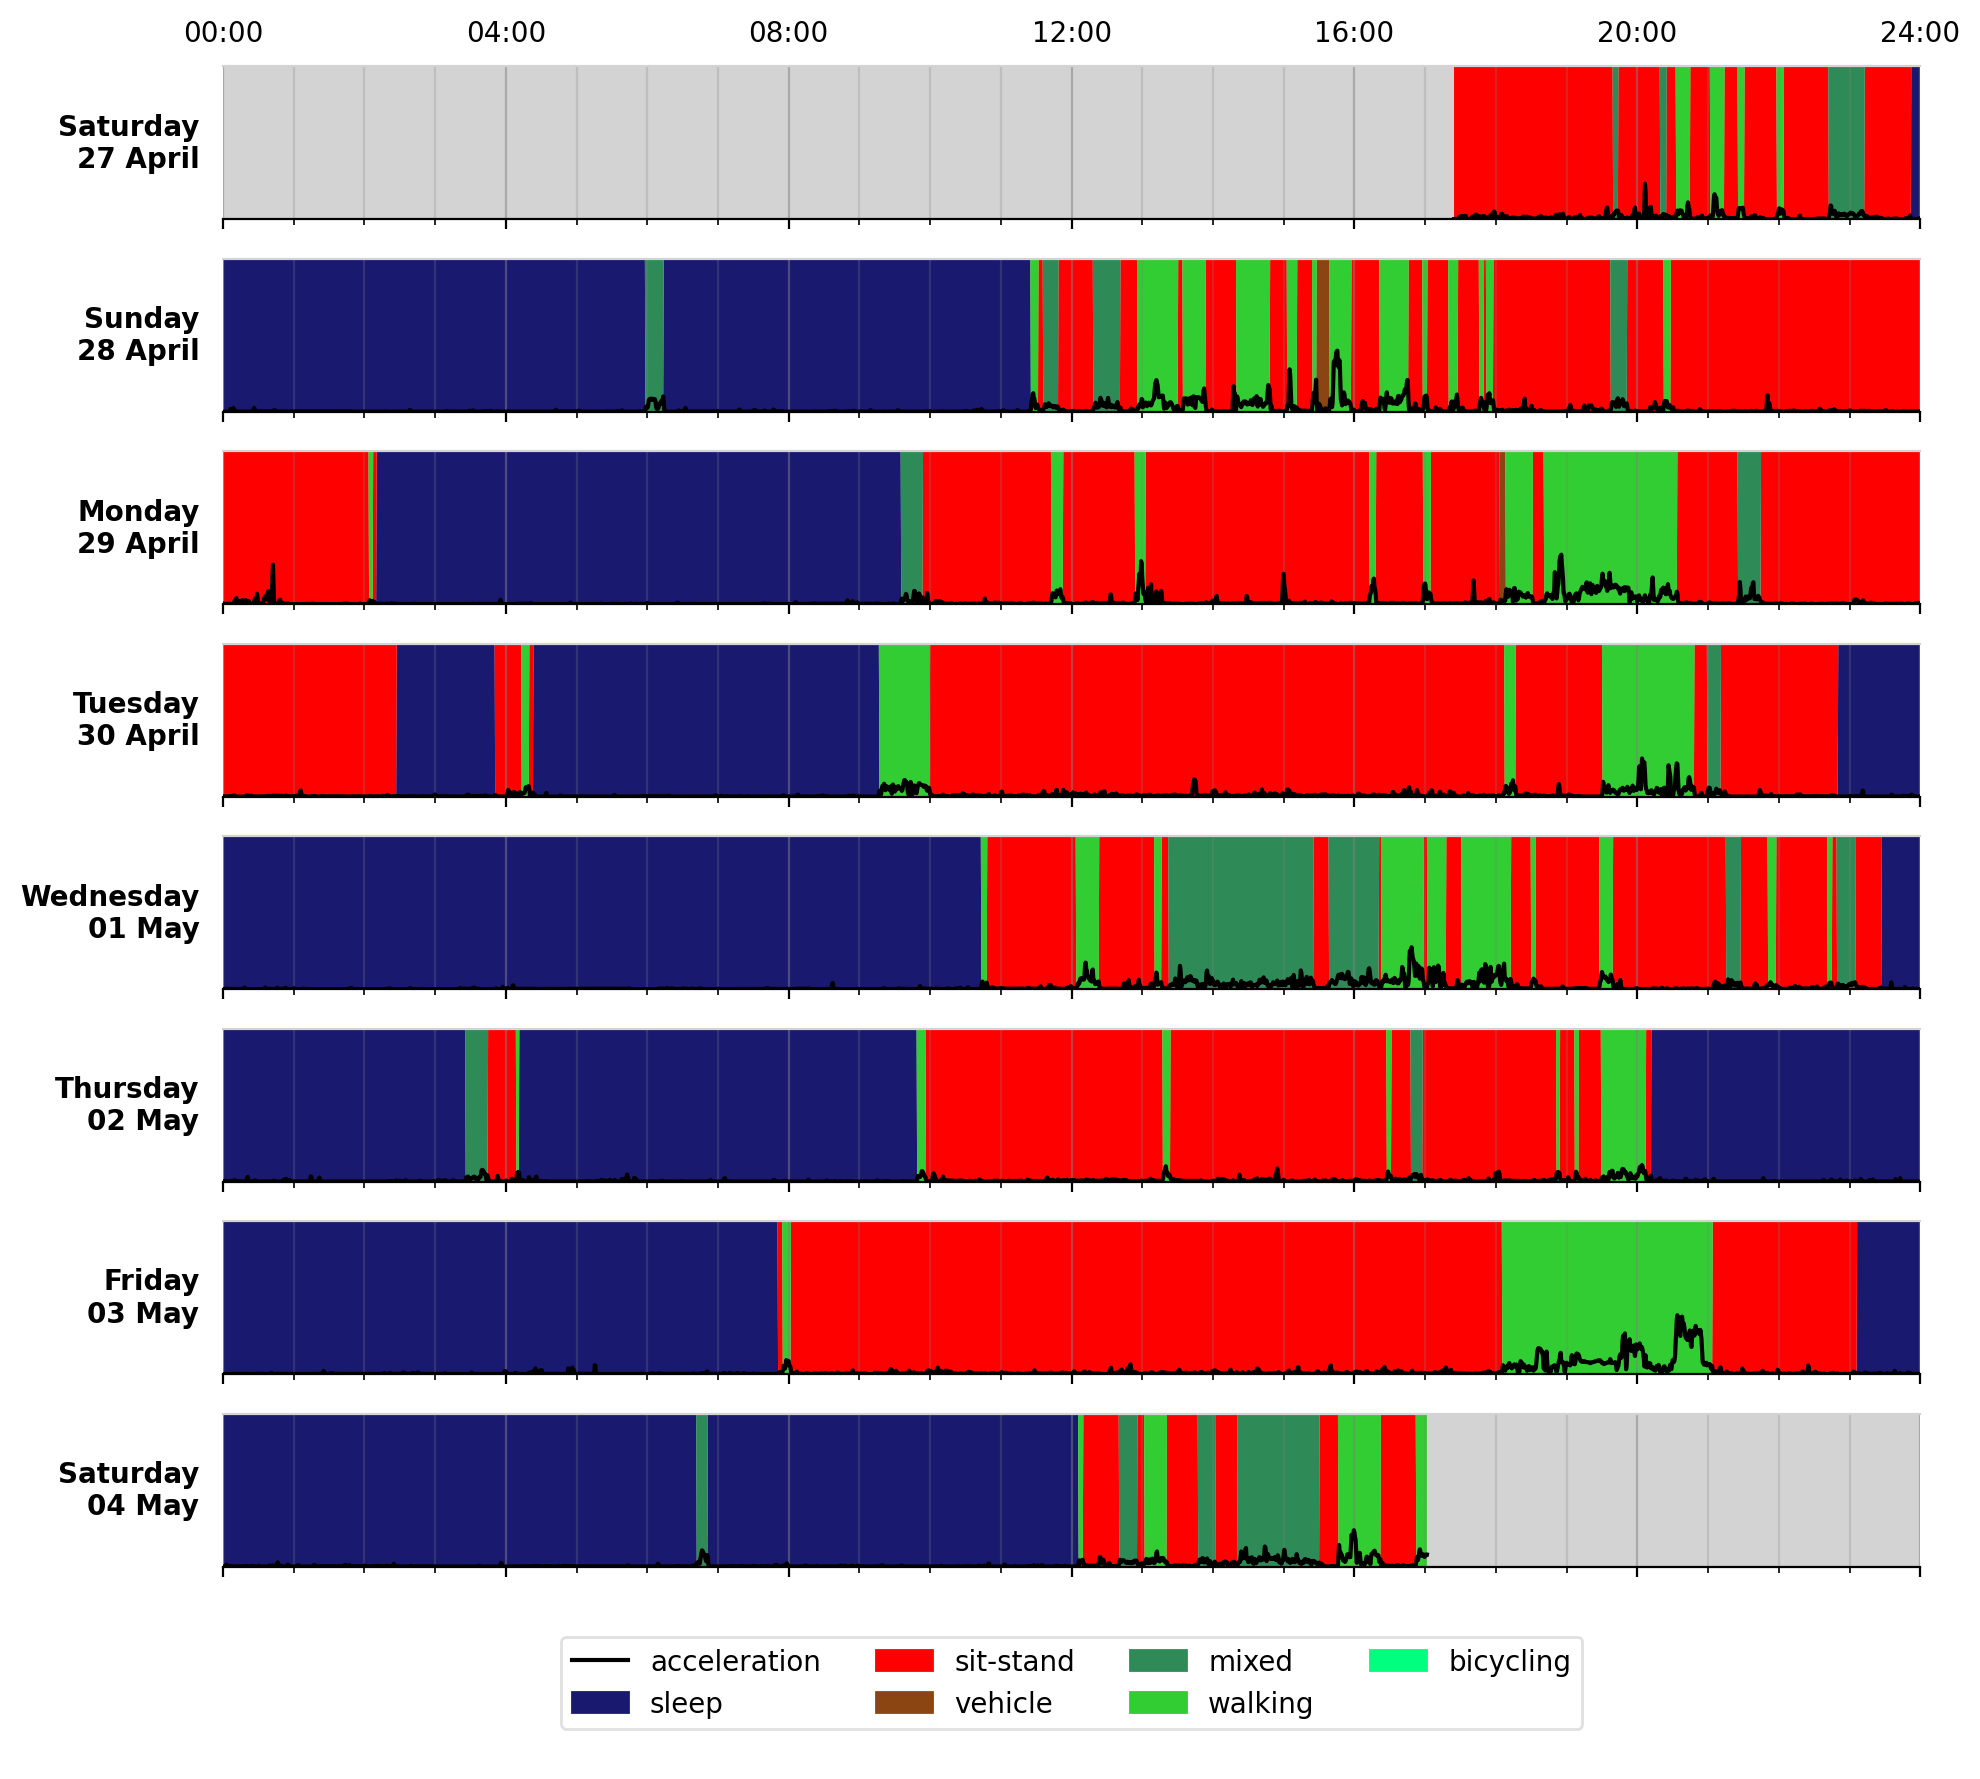 00:00 04:00 08:00 12:00 16:00 20:00 24:00
Saturday
27 April
Sunday
28 April
Monday
29 April
Tuesday
30 April
Wednesday
01 May
Thursday
02 May
Friday
03 May
Saturday
04 May
acceleration sit-stand mixed bicycling
sleep vehicle walking